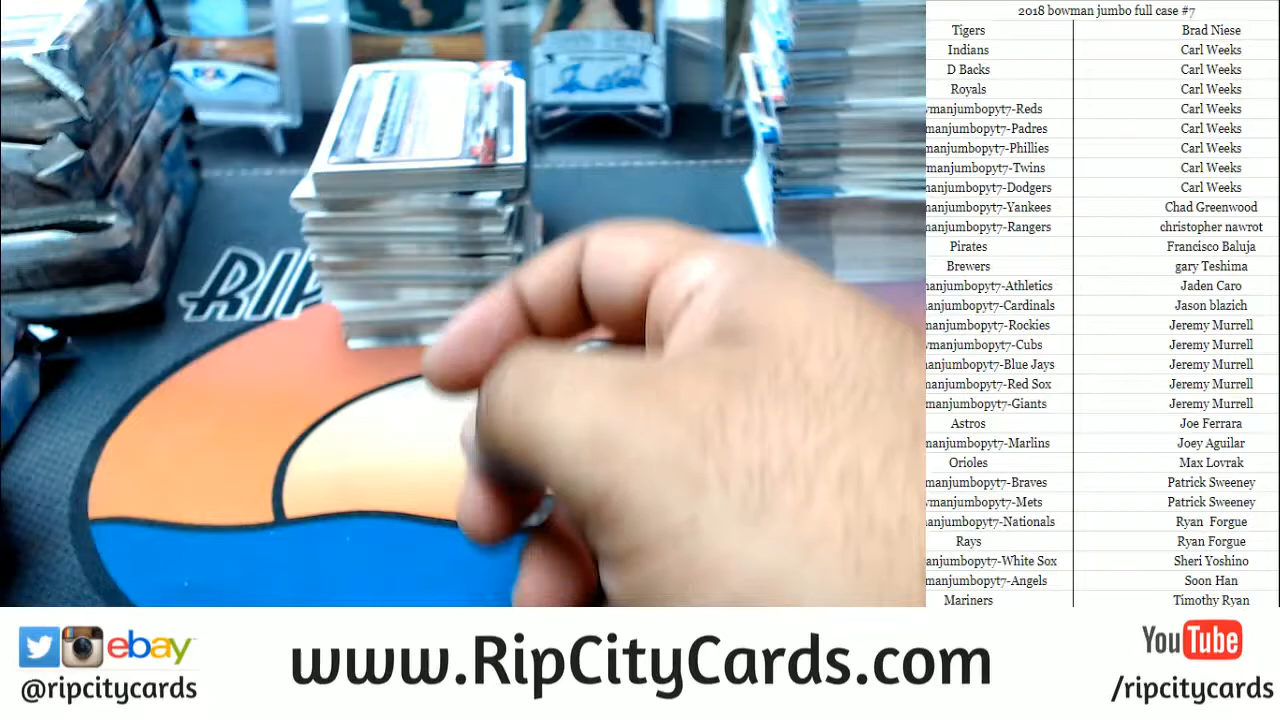 2018 bowman jumbo full case #7
Tigers Brad Niese
Indians Carl Weeks
D Backs Carl Weeks
Royals Carl Weeks
wmanjumbopyt7-Reds Carl Weeks
manjumbopyt7-Padres Carl Weeks
manjumbopyt7-Phillies Carl Weeks
manjumbopyt7-Twins Carl Weeks
manjumbopyt7-Dodgers Carl Weeks
manjumbopyt7-Yankees Chad Greenwood
manjumbopyt7-Rangers christopher nawrot
Pirates Francisco Baluja
Brewers gary Teshima
manjumbopyt7-Athletics Jaden Caro
manjumbopyt7-Cardinals Jason blazich
manjumbopyt7-Rockies Jeremy Murrell
wmanjumbopyt7-Cubs Jeremy Murrell
manjumbopyt7-Blue Jays Jeremy Murrell
manjumbopyt7-Red Sox Jeremy Murrell
manjumbopyt7-Giants Jeremy Murrell
Astros Joe Ferrara
manjumbopyt7-Marlins Joey Aguilar
Orioles Max Lovrak
manjumbopyt7-Braves Patrick Sweeney
wmanjumbopyt7-Mets Patrick Sweeney
anjumbopyt7-Nationals Ryan Forgue
Rays Ryan Forgue
anjumbopyt7-White Sox Sheri Yoshino
manjumbopyt7-Angels Soon Han
Mariners Timothy Ryan
RIP
ebay
@ripcitycards
www.RipCityCards.com
YouTube
/ripcitycards